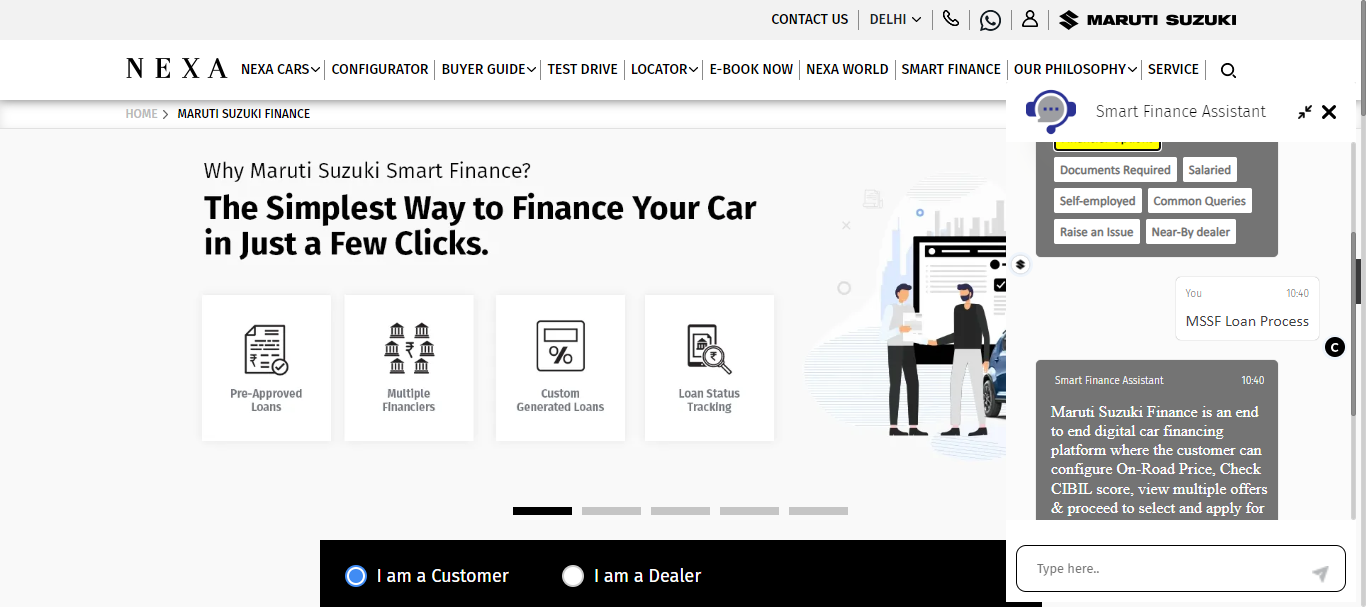 CONTACT US
DELHI
MARUTI SUZUKI
NEXA
NEXA CARS
CONFIGURATOR
BUYER GUIDE
TEST DRIVE
LOCATOR
E-BOOK NOW
NEXA WORLD
SMART FINANCE
OUR PHILOSOPHY
SERVICE
HOME
MARUTI SUZUKI FINANCE
Why Maruti Suzuki Smart Finance?
The Simplest Way to Finance Your Car
in Just a Few Clicks.
Pre-Approved
Loans
Multiple
Financiers
Custom
Generated Loans
Loan Status
Tracking
I am a Customer
I am a Dealer
Smart Finance Assistant
Documents Required
Salaried
Self-employed
Common Queries
Raise an Issue
Near-By dealer
You
10:40
MSSF Loan Process
C
Smart Finance Assistant
10:40
Maruti Suzuki Finance is an end
to end digital car financing
platform where the customer can
configure On-Road Price, Check
CIBIL score, view multiple offers
& proceed to select and apply for
Type here..